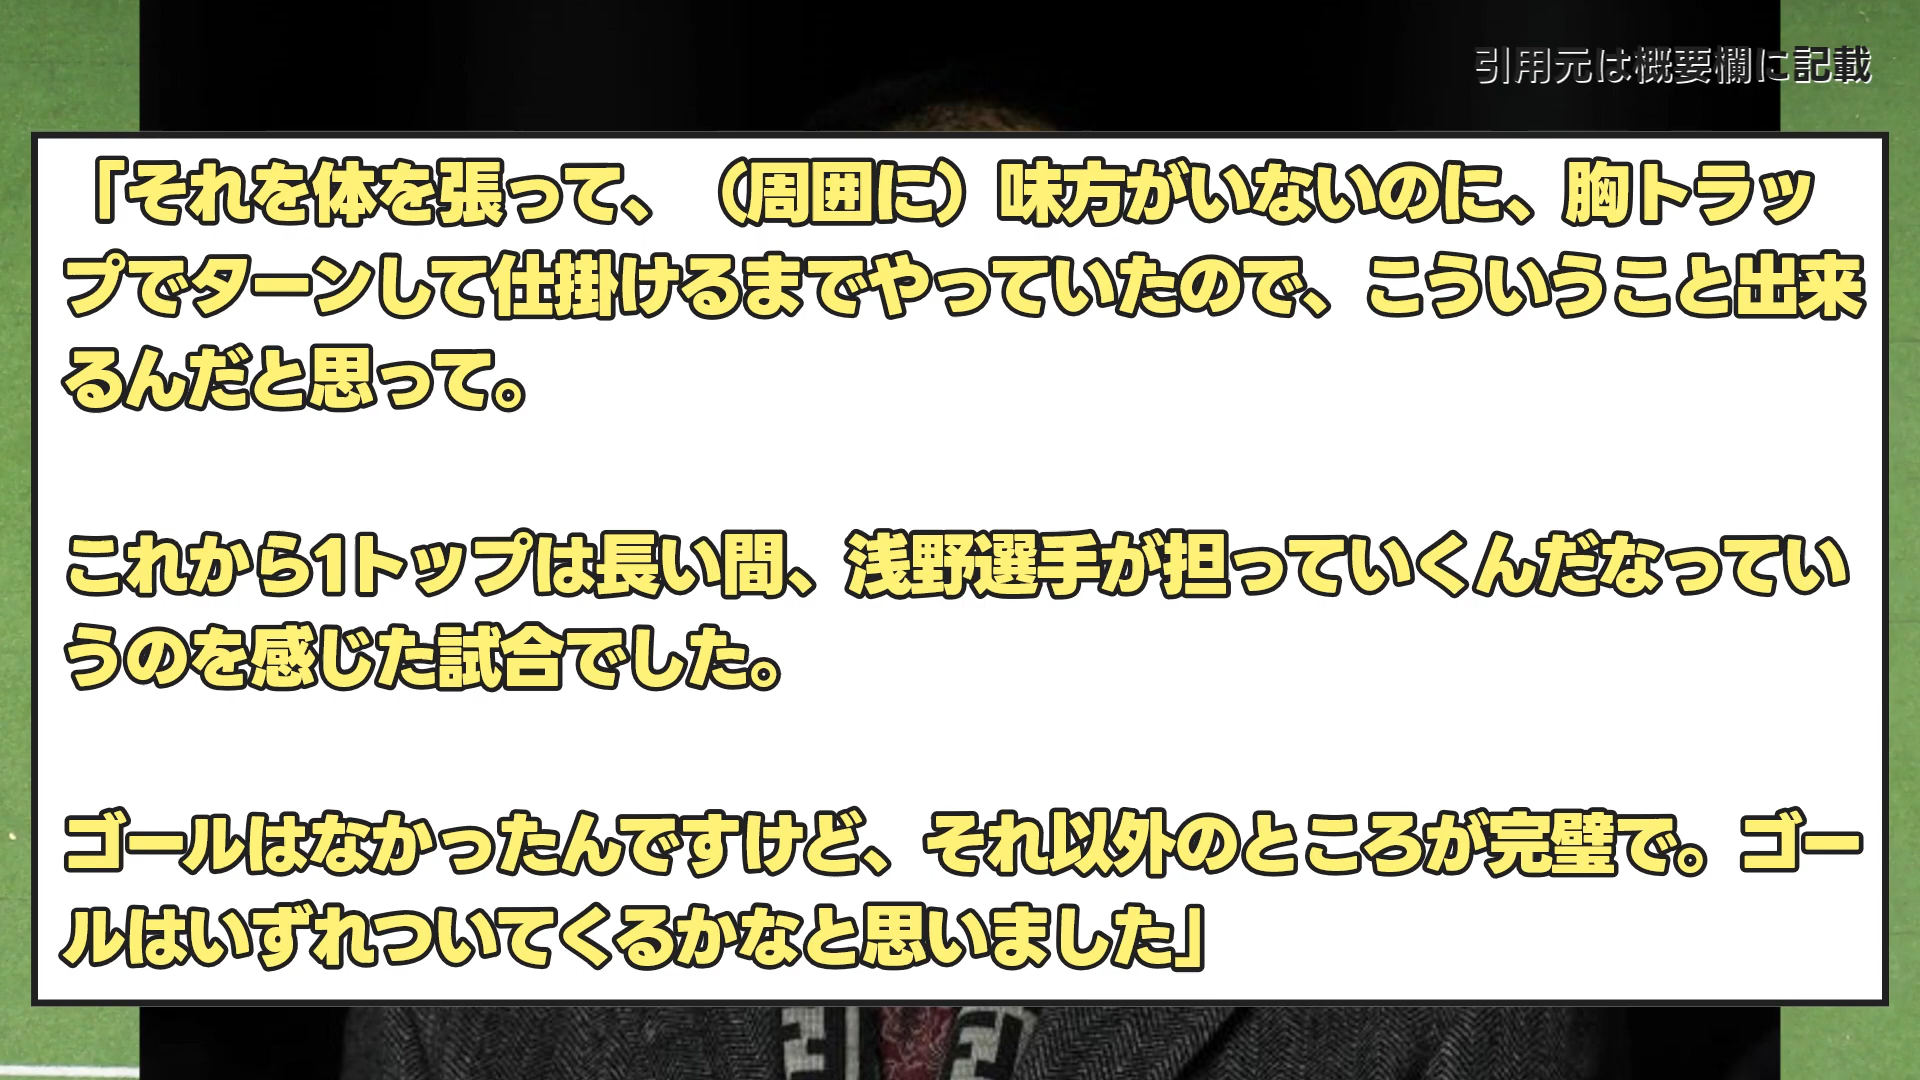 引用元は概要欄に記載
「それを体を張って、（周囲に）味方がいないのに、胸トラッ
プでターンして仕掛けるまでやっていたので、こういうこと出来
るんだと思って。
これから1トップは長い間、浅野選手が担っていくんだなってい
うのを感じた試合でした。
ゴールはなかったんですけど、それ以外のところが完璧で。ゴー
ルはいずれついてくるかなと思いました」